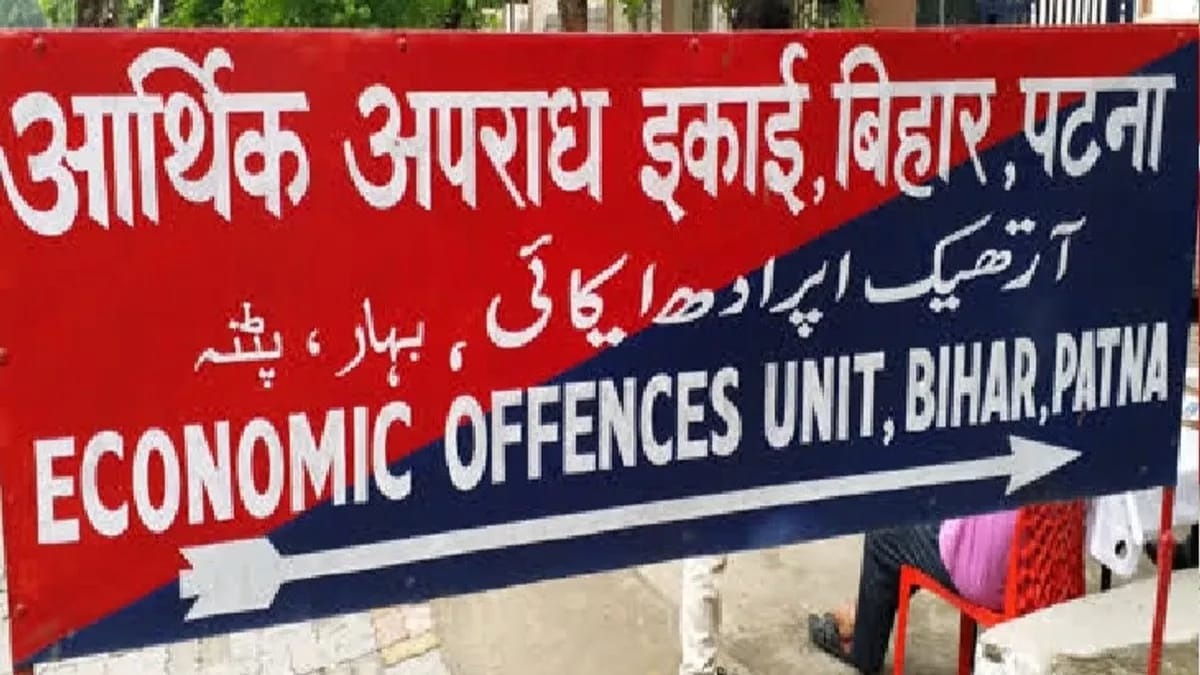 आर्थिक अपराध इकाई, बिहार, पटना
آرتھیک اپرادھ ایکائی، بہار، پٹنہ
ECONOMIC OFFENCES UNIT, BIHAR, PATNA